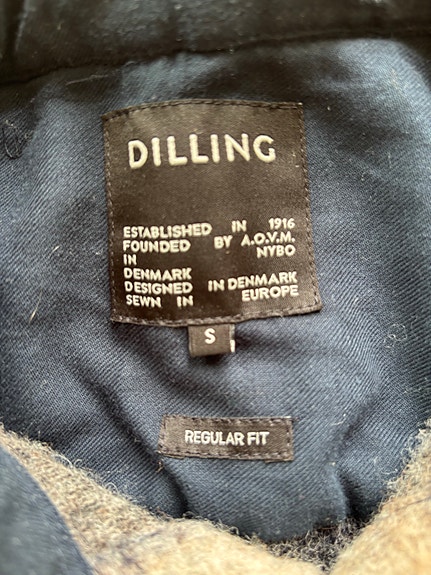 DILLING
ESTABLISHED IN 1916
FOUNDED BY A.O.V.M.
IN NYBO
DENMARK
DESIGNED IN DENMARK
SEWN IN EUROPE
S
REGULAR FIT